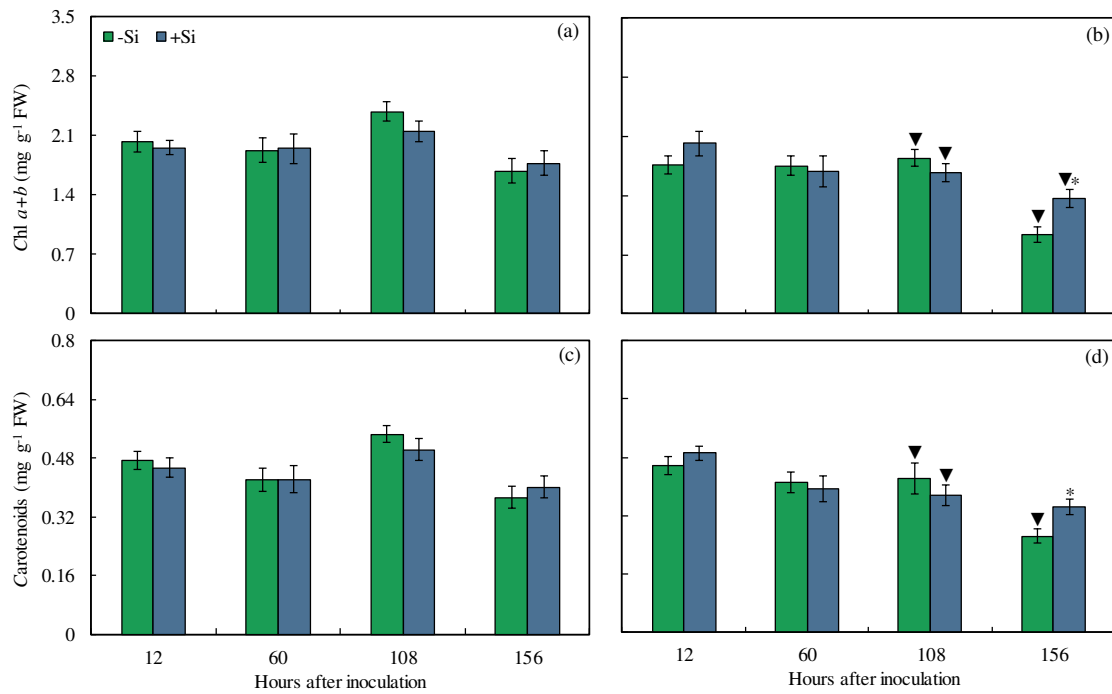 3.5
2.8
2.1
1.4
0.7
0
Chl a+b (mg g⁻¹ FW)
-Si +Si
(a)
(b)
*
0.8
0.64
0.48
0.32
0.16
0
Carotenoids (mg g⁻¹ FW)
(c)
(d)
*
12 60 108 156
Hours after inoculation
12 60 108 156
Hours after inoculation